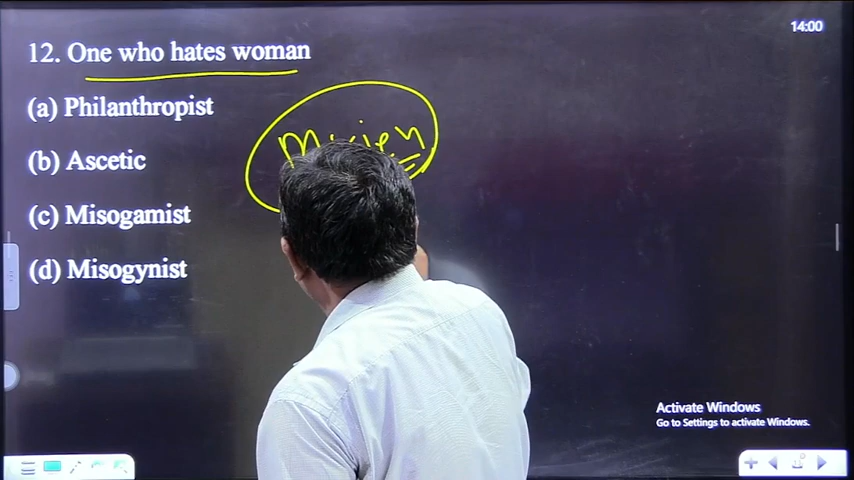 14:00
12. One who hates woman
(a) Philanthropist
(b) Ascetic
(c) Misogamist
(d) Misogynist
Activate Windows
Go to Settings to activate Windows.